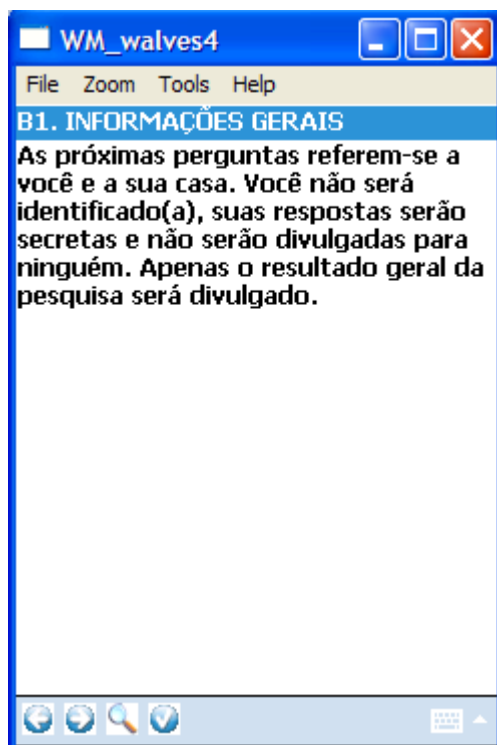 WM_walves4
File Zoom Tools Help
B1. INFORMAÇÕES GERAIS
As próximas perguntas referem-se a
você e a sua casa. Você não será
identificado(a), suas respostas serão
secretas e não serão divulgadas para
ninguém. Apenas o resultado geral da
pesquisa será divulgado.